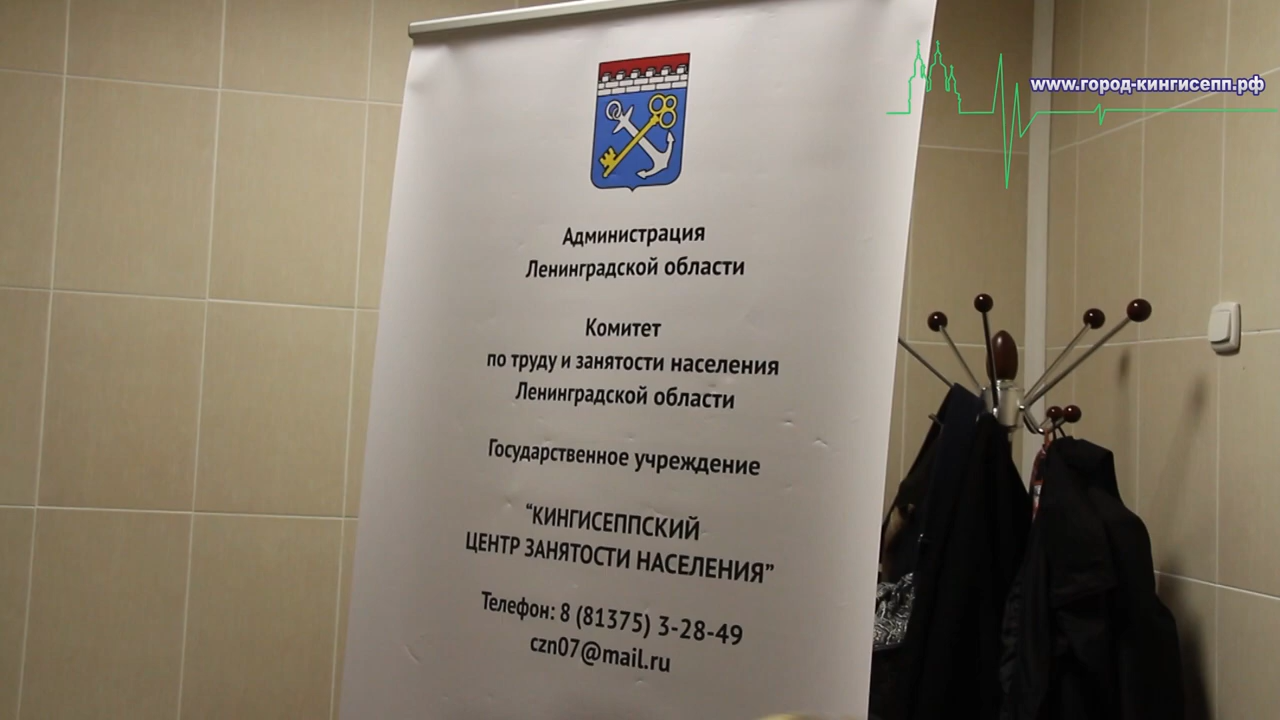 www.город-кингисепп.рф
Администрация
Ленинградской области
Комитет
по труду и занятости населения
Ленинградской области
Государственное учреждение
“КИНГИСЕППСКИЙ
ЦЕНТР ЗАНЯТОСТИ НАСЕЛЕНИЯ”
Телефон: 8 (81375) 3-28-49
czn07@mail.ru